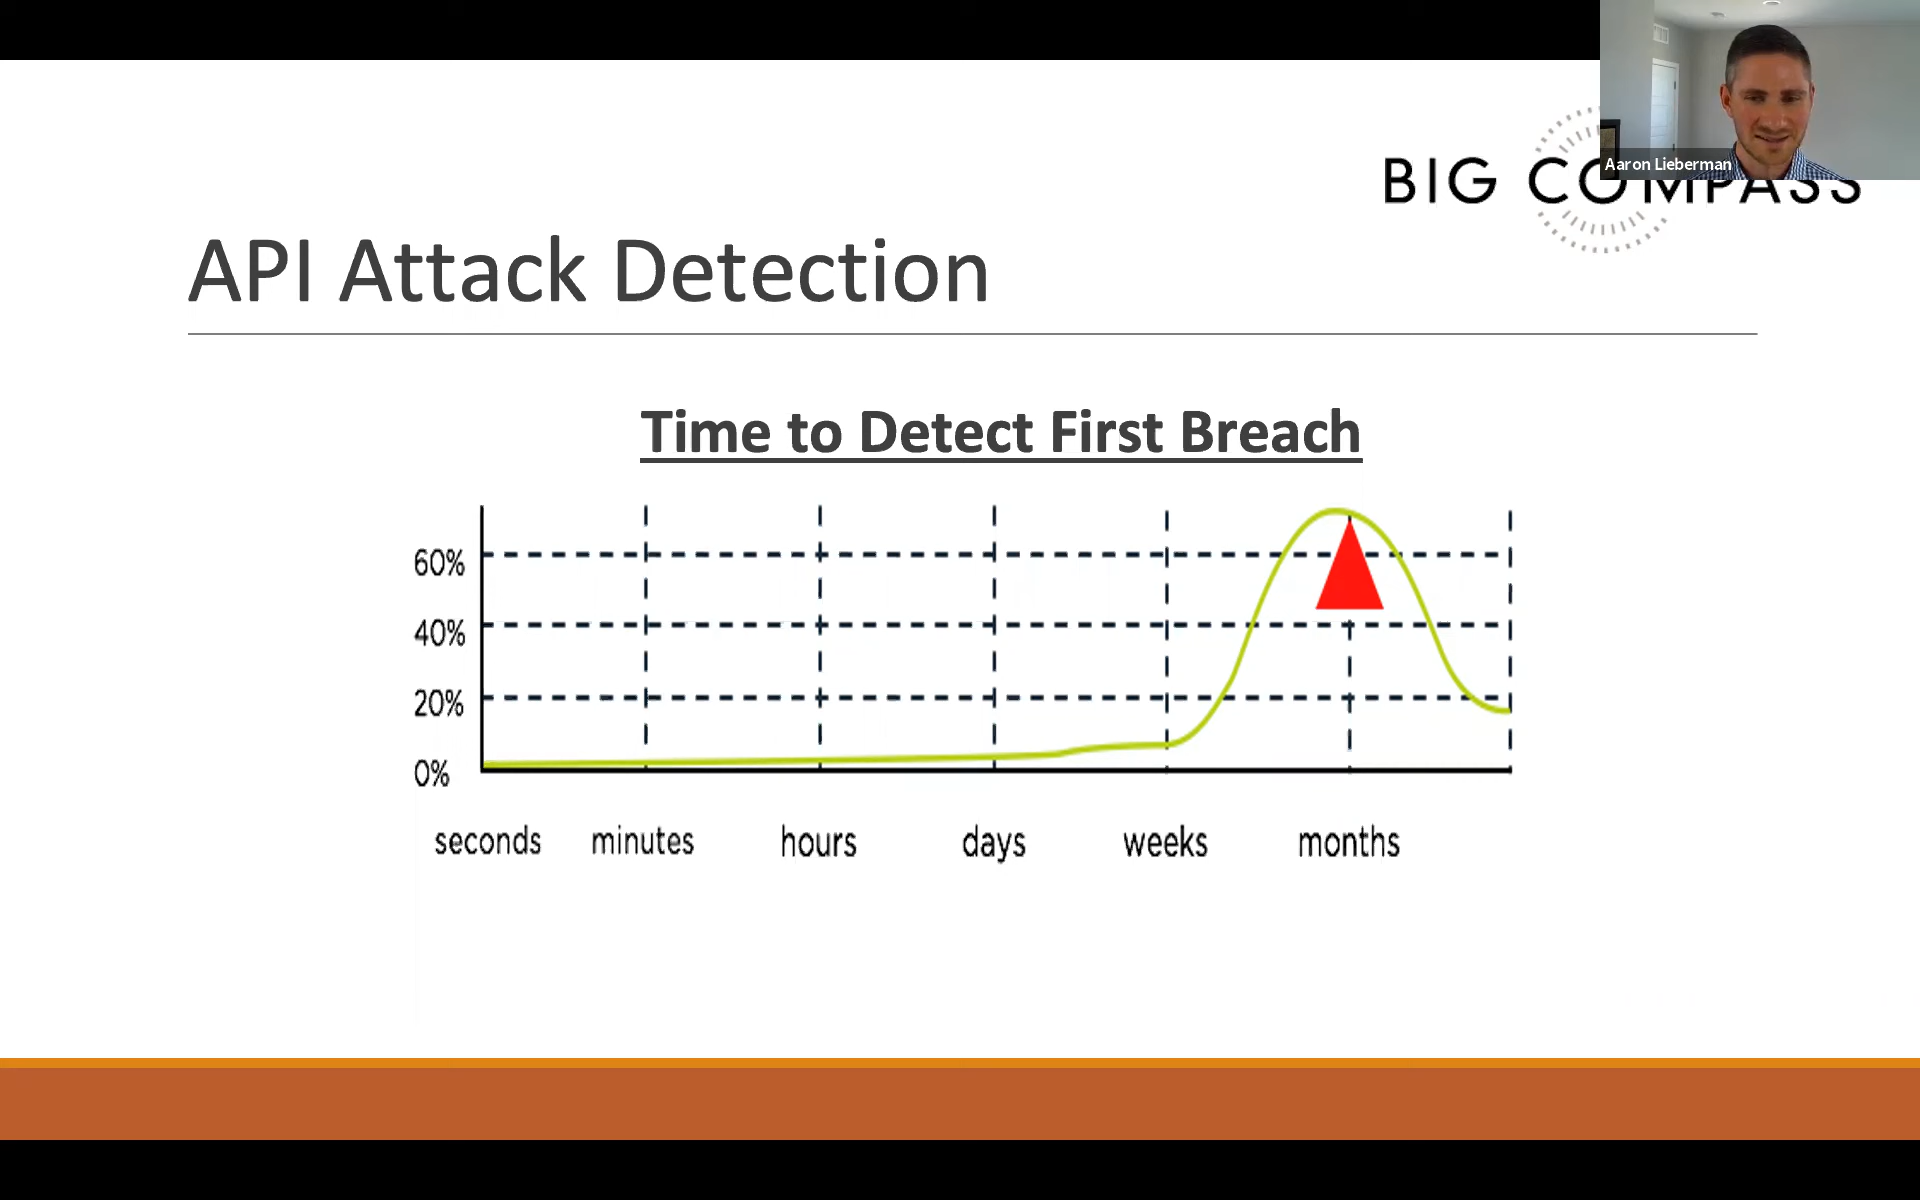 Aaron Lieberman
BIG COMPASS
API Attack Detection
Time to Detect First Breach
60%
40%
20%
0%
seconds minutes hours days weeks months